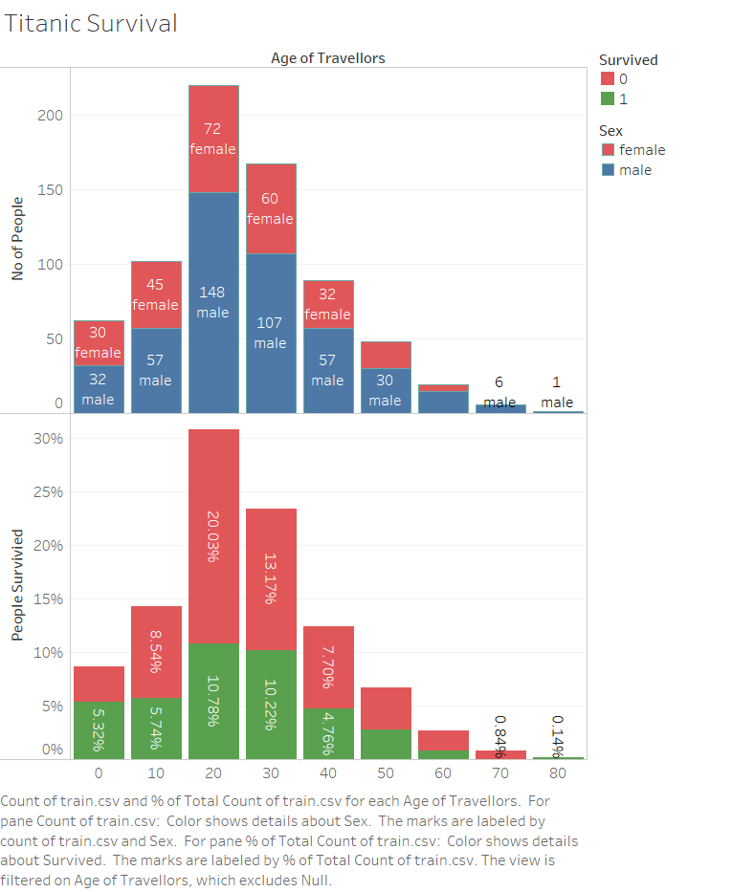 Titanic Survival
Age of Travellors
Survived
0
1
Sex
female
male
No of People
200
150
100
50
0
30
female
32
male
45
female
57
male
72
female
148
male
60
female
107
male
32
female
57
male
30
male
6
male
1
male
People Survivied
30%
25%
20%
15%
10%
5%
0%
5.32%
8.54%
5.74%
20.03%
10.78%
13.17%
10.22%
7.70%
4.76%
0.84%
0.14%
0 10 20 30 40 50 60 70 80
Count of train.csv and % of Total Count of train.csv for each Age of Travellors. For
pane Count of train.csv: Color shows details about Sex. The marks are labeled by
count of train.csv and Sex. For pane % of Total Count of train.csv: Color shows details
about Survived. The marks are labeled by % of Total Count of train.csv. The view is
filtered on Age of Travellors, which excludes Null.